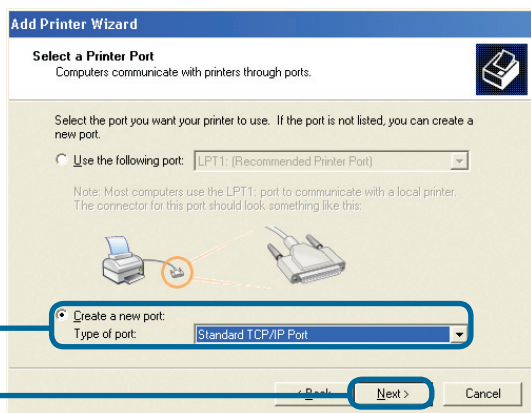 Add Printer Wizard
Select a Printer Port
Computers communicate with printers through ports.
Select the port you want your printer to use. If the port is not listed, you can create a
new port.
Use the following port: LPT1: (Recommended Printer Port)
Note: Most computers use the LPT1: port to communicate with a local printer.
The connector for this port should look something like this:
Create a new port:
Type of port: Standard TCP/IP Port
< Back Next > Cancel